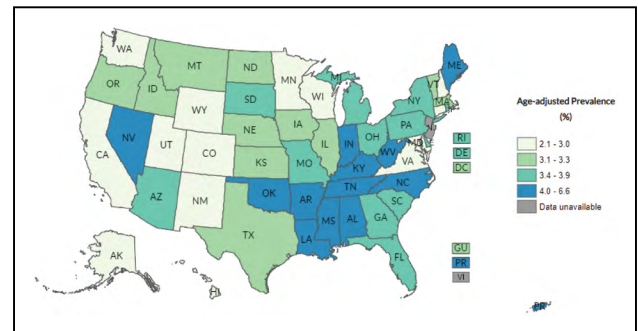 WA
MT
ND
MN
ME
OR
ID
WI
MI
VT
SD
NY
MA
WY
IA
PA
RI
NE
NV
OH
DE
IL
IN
UT
DC
CO
WV
MD
CA
KS
MO
KY
VA
NC
TN
OK
AZ
NM
AR
SC
MS
AL
GA
LA
TX
FL
AK
HI
GU
PR
VI
PR
Age-adjusted Prevalence
(%)
2.1 - 3.0
3.1 - 3.3
3.4 - 3.9
4.0 - 6.6
Data unavailable